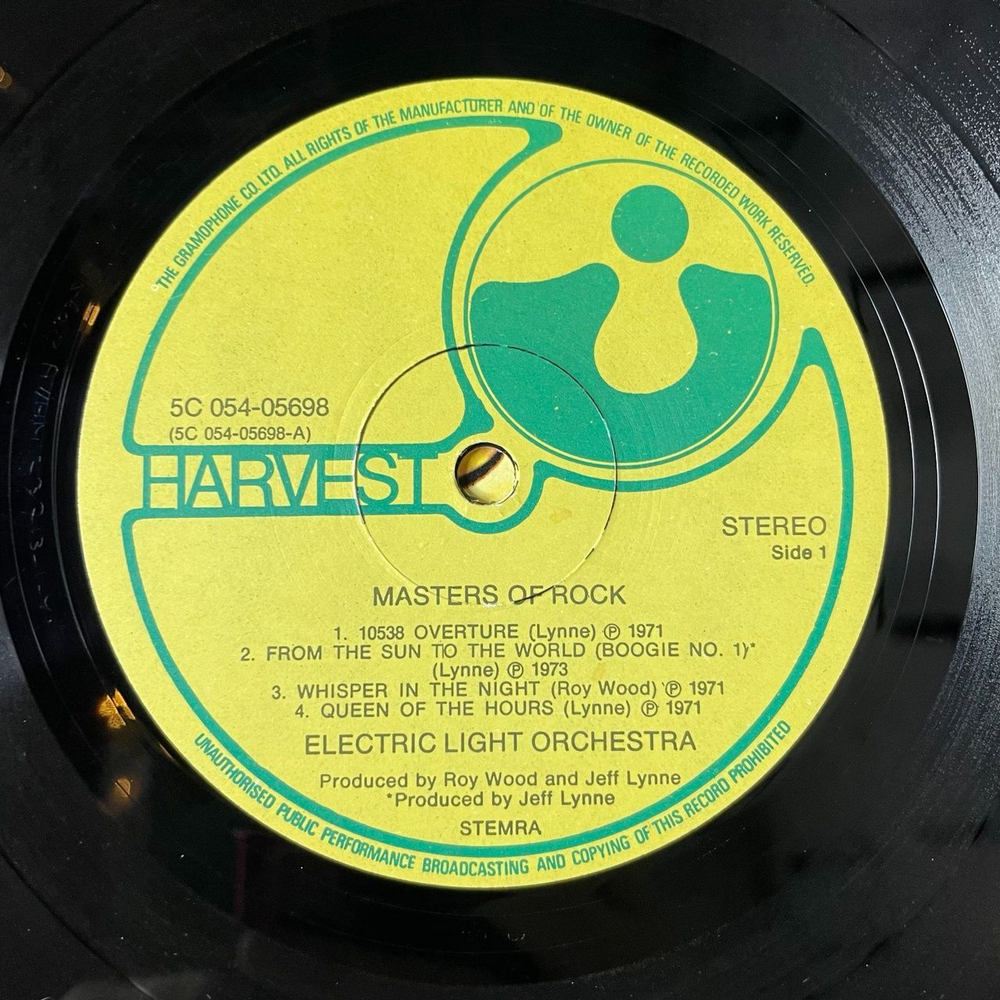 THE GRAMOPHONE CO. LTD. ALL RIGHTS OF THE MANUFACTURER AND OF THE OWNER OF THE RECORDED WORK RESERVED.
5C 054-05698
(5C 054-05698-A)
HARVEST
STEREO
Side 1
MASTERS OF ROCK
1. 10538 OVERTURE (Lynne) ℗ 1971
2. FROM THE SUN TO THE WORLD (BOOGIE NO. 1)*
(Lynne) ℗ 1973
3. WHISPER IN THE NIGHT (Roy Wood) ℗ 1971
4. QUEEN OF THE HOURS (Lynne) ℗ 1971
ELECTRIC LIGHT ORCHESTRA
Produced by Roy Wood and Jeff Lynne
*Produced by Jeff Lynne
STEMRA
UNAUTHORISED PUBLIC PERFORMANCE BROADCASTING AND COPYING OF THIS RECORD PROHIBITED